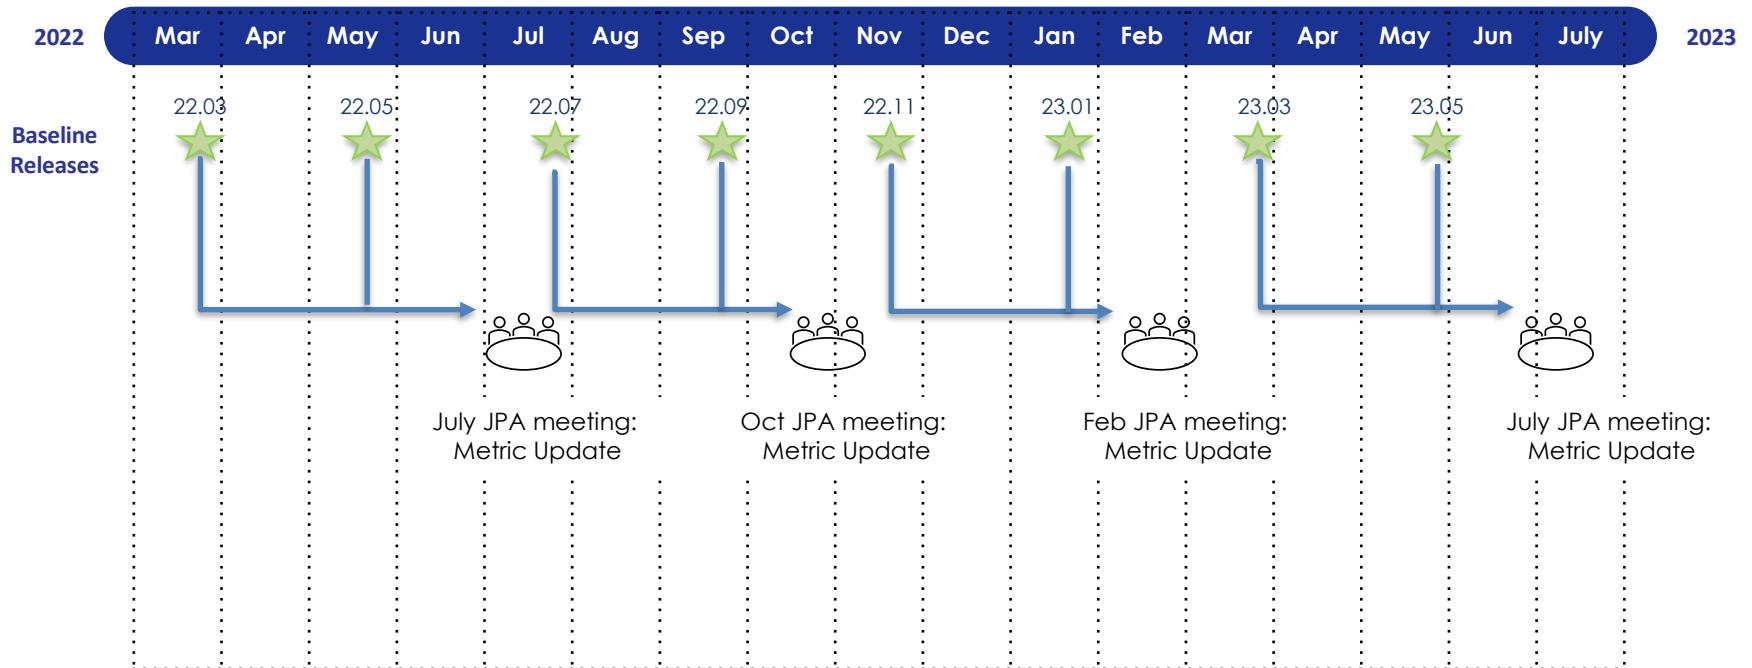 2022 Mar Apr May Jun Jul Aug Sep Oct Nov Dec Jan Feb Mar Apr May Jun July 2023
22.03 22.05 22.07 22.09 22.11 23.01 23.03 23.05
Baseline
Releases
July JPA meeting:
Metric Update
Oct JPA meeting:
Metric Update
Feb JPA meeting:
Metric Update
July JPA meeting:
Metric Update